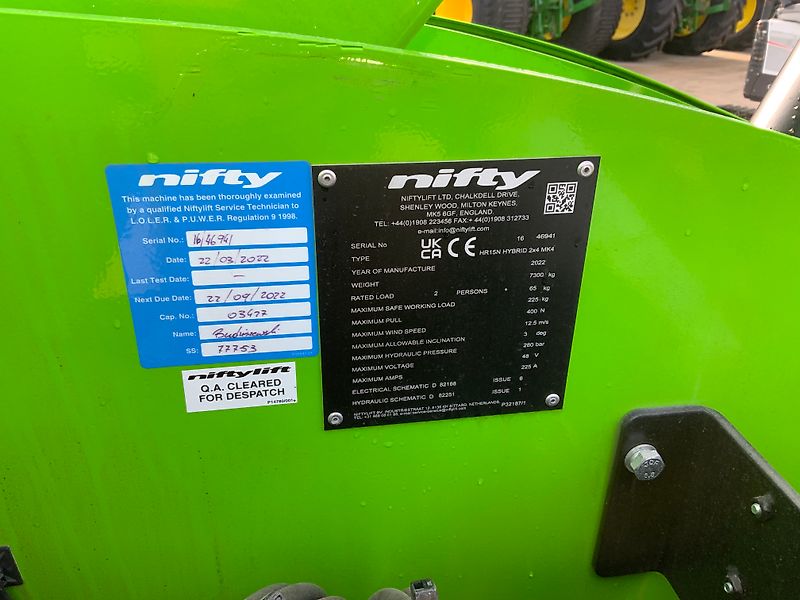 nifty
This machine has been thoroughly examined
by a qualified Niftylift Service Technician to
L.O.L.E.R. & P.U.W.E.R. Regulation 9 1998.
Serial No.: 16/46941
Date: 22/03/2022
Last Test Date: —
Next Due Date: 22/09/2022
Cap. No.: 03477
Name:
SS: 77753
niftylift
Q.A. CLEARED
FOR DESPATCH
P14785/001
nifty
NIFTYLIFT LTD, CHALKDELL DRIVE,
SHENLEY WOOD, MILTON KEYNES,
MK5 6GF, ENGLAND.
TEL: +44(0)1908 223456 FAX:+ 44(0)1908 312733
e-mail:info@niftylift.com
UK CA CE
SERIAL No 16 46941
TYPE HR15N HYBRID 2x4 MK4
YEAR OF MANUFACTURE 2022
WEIGHT 7300 kg
RATED LOAD 2 PERSONS + 65 kg
MAXIMUM SAFE WORKING LOAD 225 kg
MAXIMUM PULL 400 N
MAXIMUM WIND SPEED 12.5 m/s
MAXIMUM ALLOWABLE INCLINATION 3 deg
MAXIMUM HYDRAULIC PRESSURE 260 bar
MAXIMUM VOLTAGE 48 V
MAXIMUM AMPS 225 A
ELECTRICAL SCHEMATIC D 82168 ISSUE 6
HYDRAULIC SCHEMATIC D 82251 ISSUE 1
P32187/1
8.8